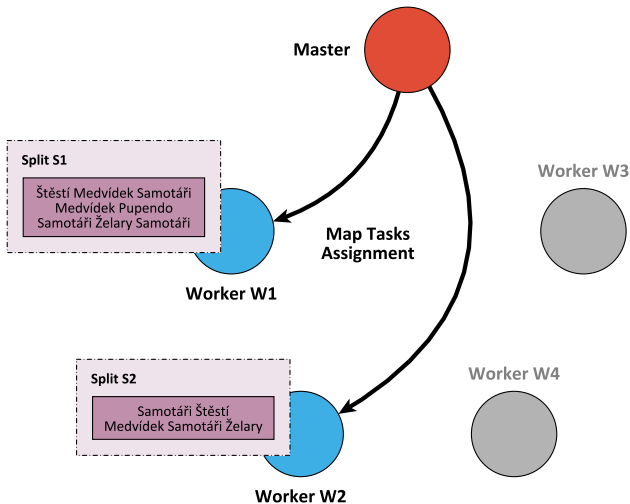 Master
Split S1
Štěstí Medvídek Samotáři
Medvídek Pupendo
Samotáři Želary Samotáři
Worker W3
Map Tasks
Assignment
Worker W1
Split S2
Samotáři Štěstí
Medvídek Samotáři Želary
Worker W4
Worker W2